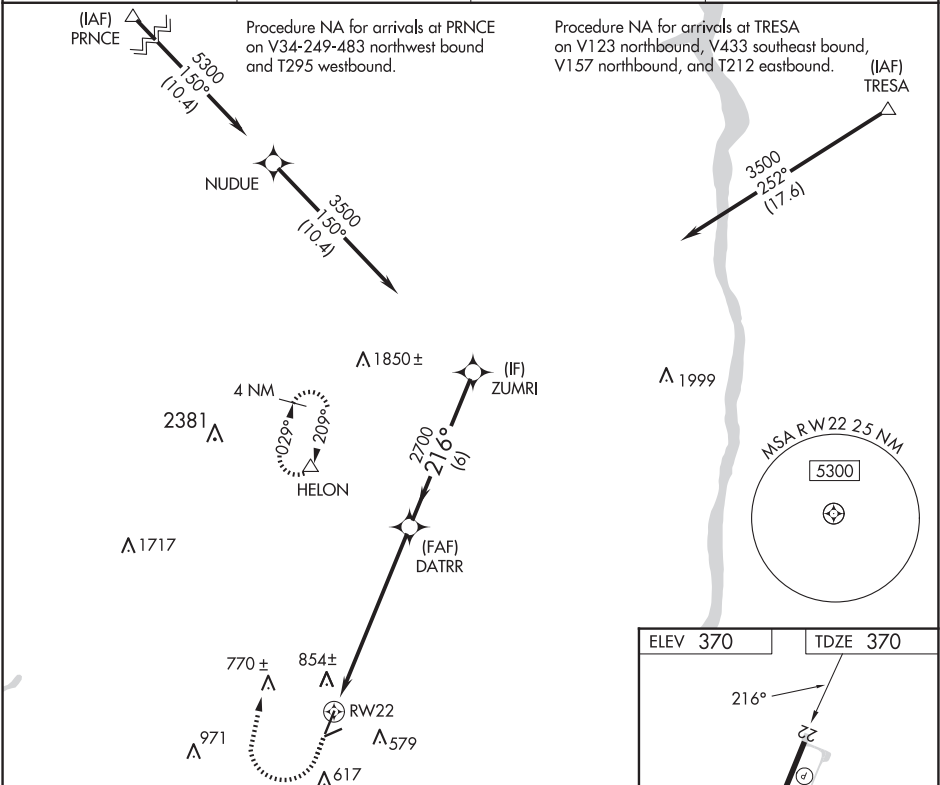 (IAF)
PRNCE
Procedure NA for arrivals at PRNCE
on V34-249-483 northwest bound
and T295 westbound.
Procedure NA for arrivals at TRESA
on V123 northbound, V433 southeast bound,
V157 northbound, and T212 eastbound.
(IAF)
TRESA
5300
150°
(10.4)
NUDUE
3500
150°
(10.4)
3500
252°
(17.6)
1850 ±
(IF)
ZUMRI
1999
4 NM
2381
029°
209°
HELON
2700
216°
(6)
MSA RW22 25 NM
5300
1717
(FAF)
DATRR
ELEV 370
TDZE 370
770 ±
854±
216°
RW22
22
971
579
617
P